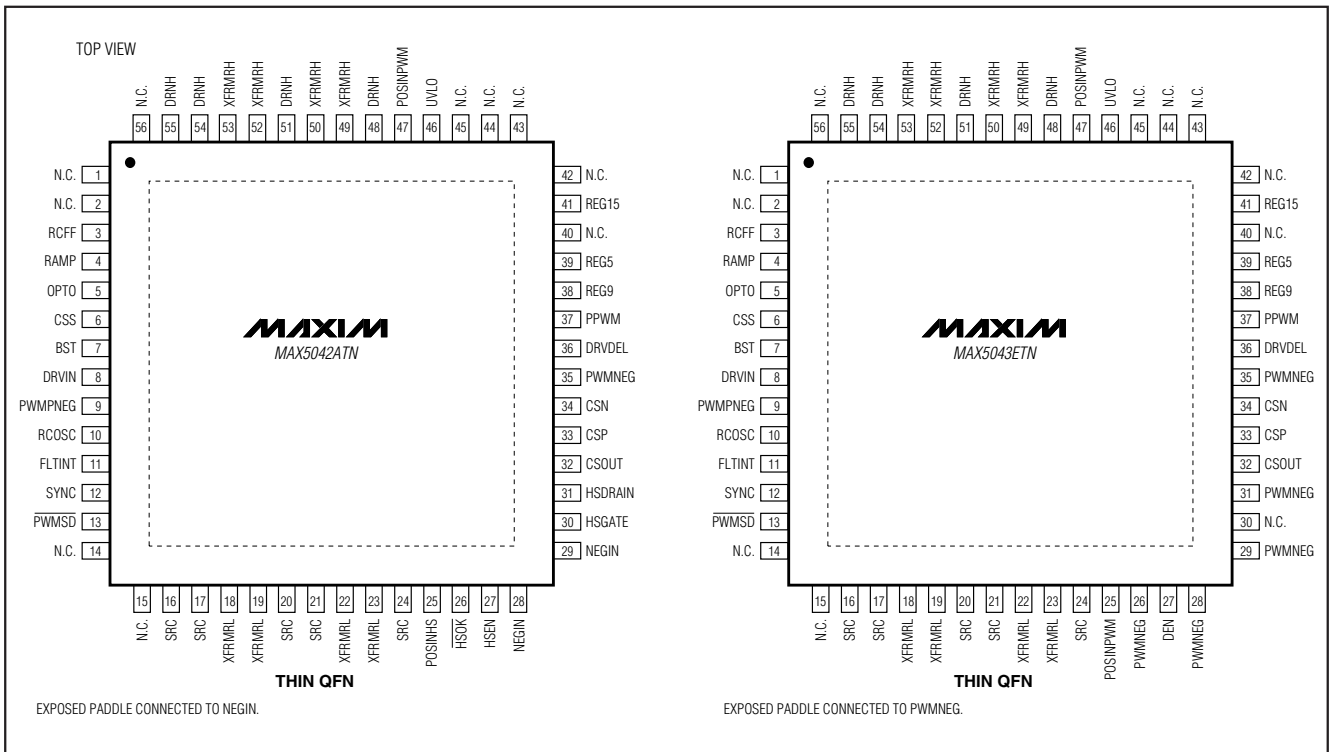 TOP VIEW
N.C. DRNH DRNH XFRMRH XFRMRH DRNH XFRMRH XFRMRH DRNH POSINPWM UVLO N.C. N.C. N.C.
56 55 54 53 52 51 50 49 48 47 46 45 44 43
N.C. 1
N.C. 2
RCFF 3
RAMP 4
OPTO 5
CSS 6
BST 7
DRVIN 8
PWMPNEG 9
RCOSC 10
FLTINT 11
SYNC 12
PWMSD 13
N.C. 14
MAXIM
MAX5042ATN
42 N.C.
41 REG15
40 N.C.
39 REG5
38 REG9
37 PPWM
36 DRVDEL
35 PWMNEG
34 CSN
33 CSP
32 CSOUT
31 HSDRAIN
30 HSGATE
29 NEGIN
15 16 17 18 19 20 21 22 23 24 25 26 27 28
N.C. SRC SRC XFRMRL XFRMRL SRC SRC XFRMRL XFRMRL SRC POSINHS HSOK HSEN NEGIN
THIN QFN
EXPOSED PADDLE CONNECTED TO NEGIN.
N.C. DRNH DRNH XFRMRH XFRMRH DRNH XFRMRH XFRMRH DRNH POSINPWM UVLO N.C. N.C. N.C.
56 55 54 53 52 51 50 49 48 47 46 45 44 43
N.C. 1
N.C. 2
RCFF 3
RAMP 4
OPTO 5
CSS 6
BST 7
DRVIN 8
PWMPNEG 9
RCOSC 10
FLTINT 11
SYNC 12
PWMSD 13
N.C. 14
MAXIM
MAX5043ETN
42 N.C.
41 REG15
40 N.C.
39 REG5
38 REG9
37 PPWM
36 DRVDEL
35 PWMNEG
34 CSN
33 CSP
32 CSOUT
31 PWMNEG
30 N.C.
29 PWMNEG
15 16 17 18 19 20 21 22 23 24 25 26 27 28
N.C. SRC SRC XFRMRL XFRMRL SRC SRC XFRMRL XFRMRL SRC POSINPWM PWMNEG DEN PWMNEG
THIN QFN
EXPOSED PADDLE CONNECTED TO PWMNEG.